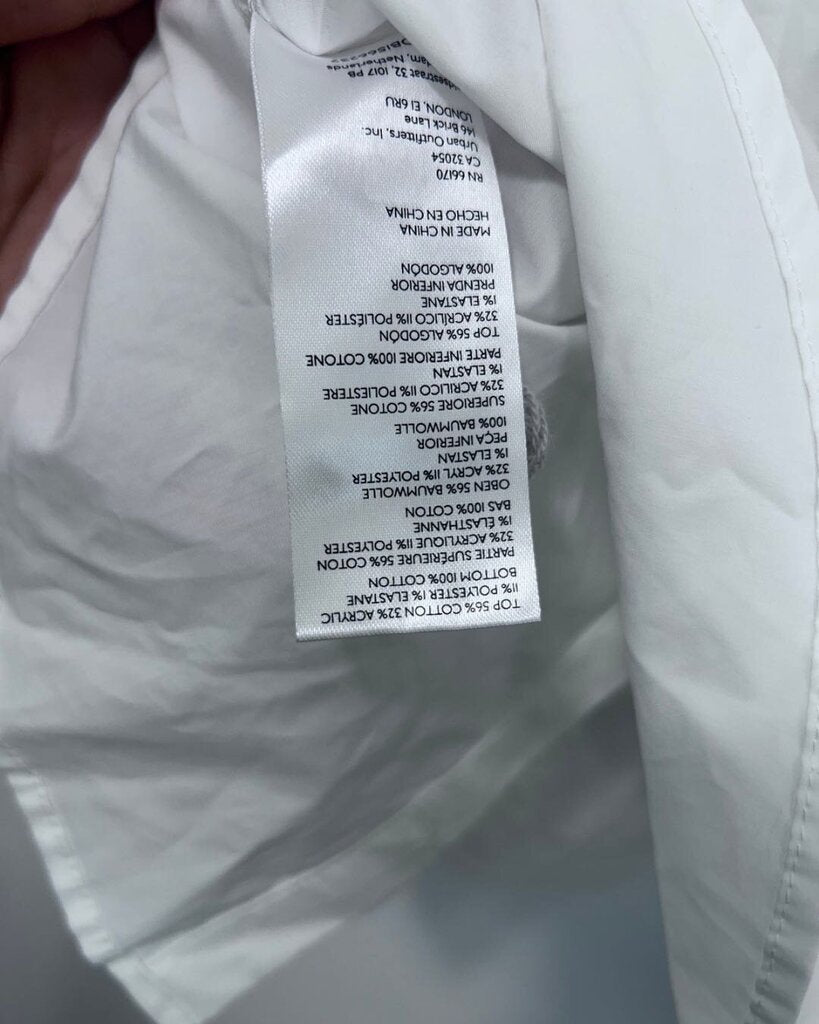 TOP 56% COTTON 32% ACRYLIC
11% POLYESTER 1% ELASTANE
BOTTOM 100% COTTON
PARTIE SUPÉRIEURE 56% COTON
32% ACRYLIQUE 11% POLYESTER
1% ÉLASTHANNE
BAS 100% COTON
OBEN 56% BAUMWOLLE
32% ACRYL 11% POLYESTER
1% ELASTAN
PEÇA INFERIOR
100% BAUMWOLLE
SUPERIORE 56% COTONE
32% ACRILICO 11% POLIESTERE
1% ELASTAN
PARTE INFERIORE 100% COTONE
TOP 56% ALGODÓN
32% ACRÍLICO 11% POLIÉSTER
1% ELASTANE
PRENDA INFERIOR
100% ALGODÓN
MADE IN CHINA
HECHO EN CHINA
RN 66170
CA 32054
Urban Outfitters, Inc.
146 Brick Lane
LONDON, E1 6RU
32, 1017 PB
Netherlands